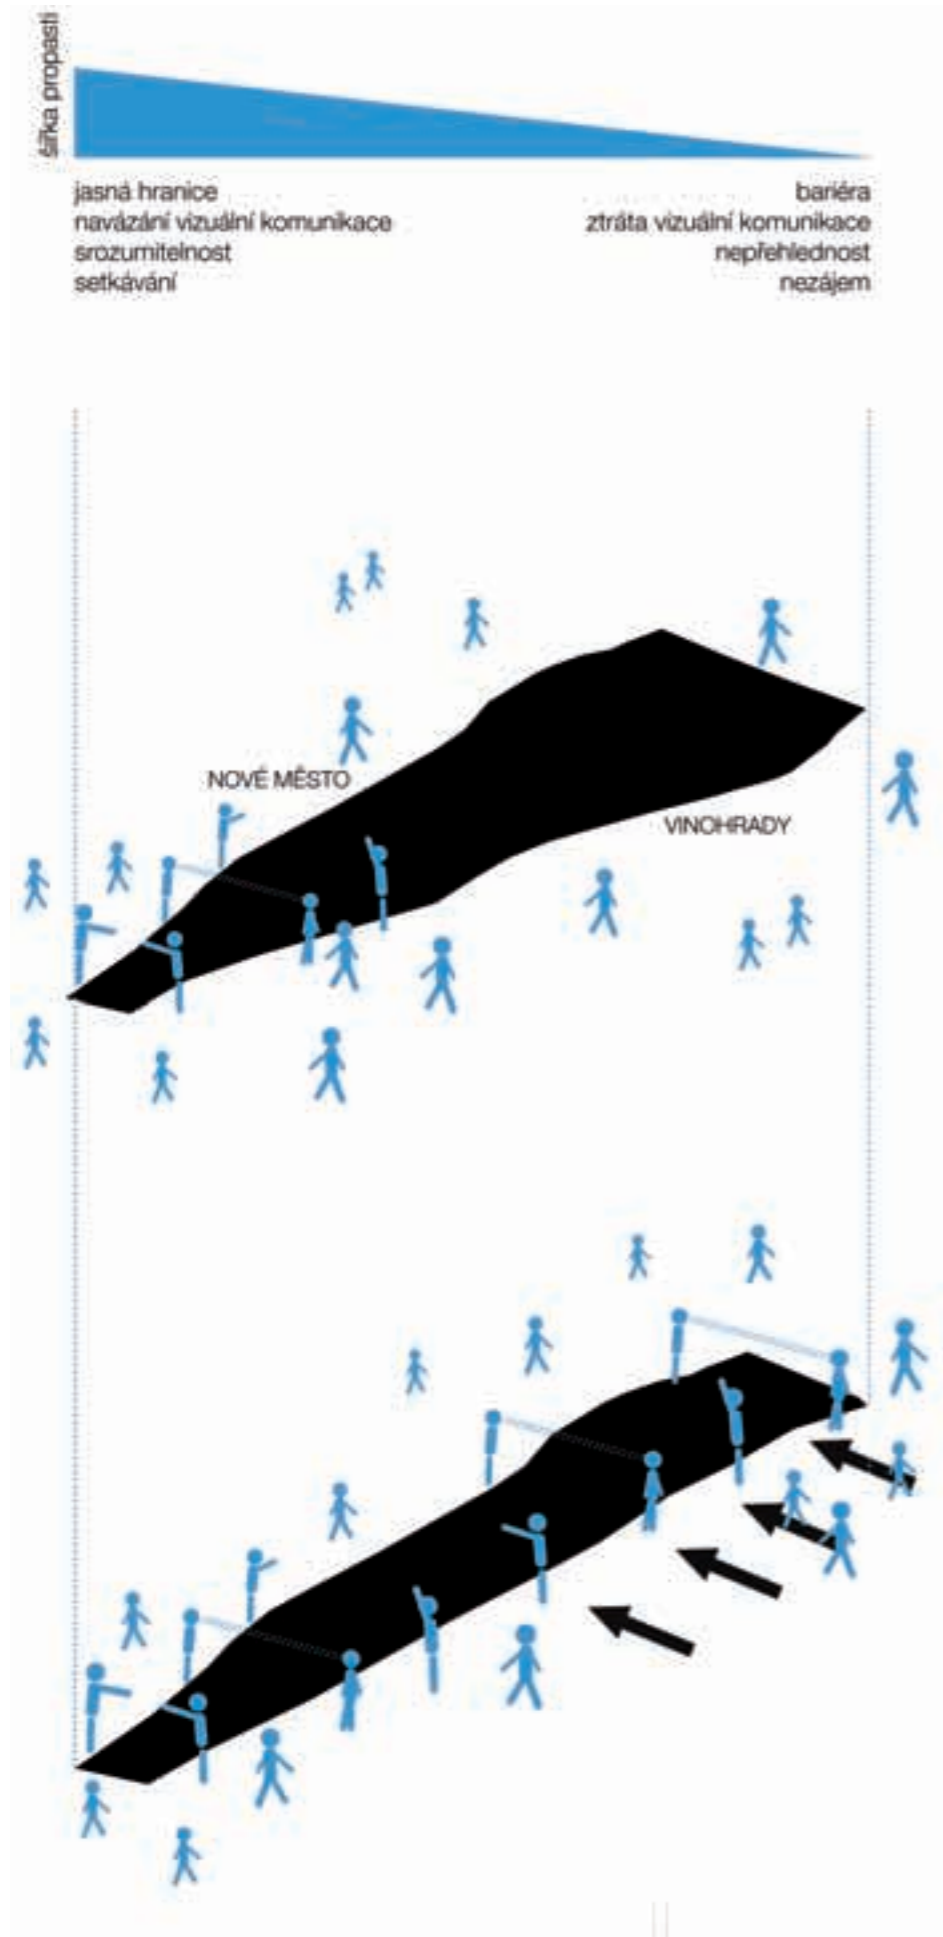 šířka propasti
jasná hranice
navázání vizuální komunikace
srozumitelnost
setkávání
bariéra
ztráta vizuální komunikace
nepřehlednost
nezájem
NOVÉ MĚSTO
VINOHRADY